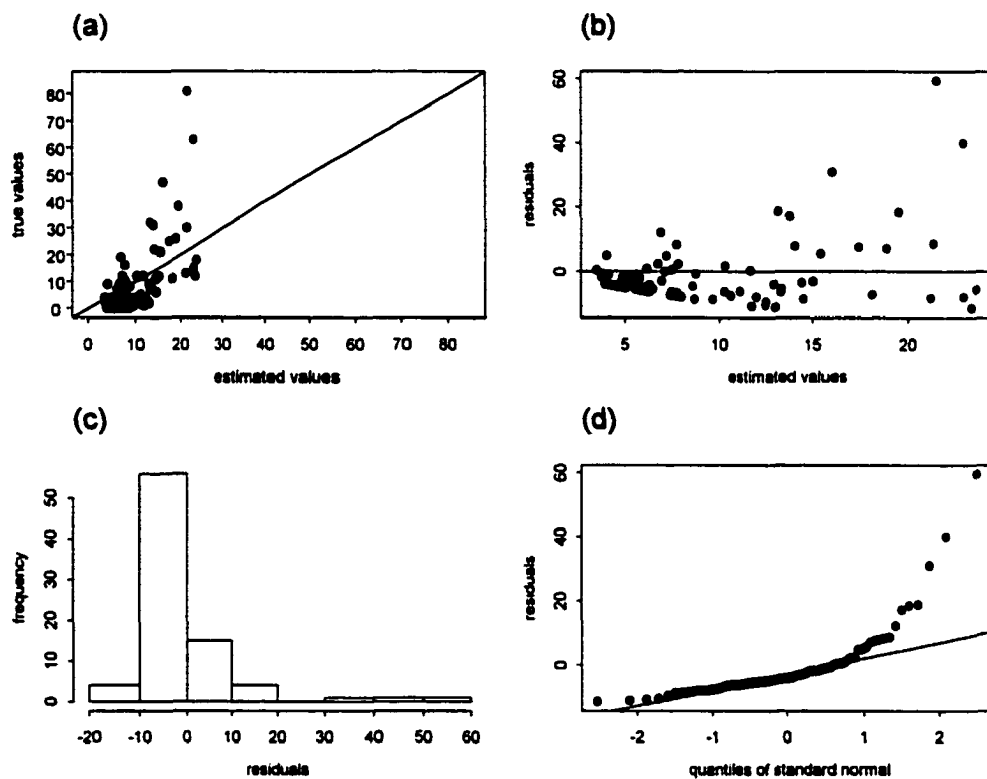 (a)
true values
0 10 20 30 40 50 60 70 80
0 10 20 30 40 50 60 70 80
estimated values
(b)
residuals
0 20 40 60
5 10 15 20
estimated values
(c)
frequency
0 10 20 30 40 50
-20 -10 0 10 20 30 40 50 60
residuals
(d)
residuals
0 20 40 60
-2 -1 0 1 2
quantiles of standard normal